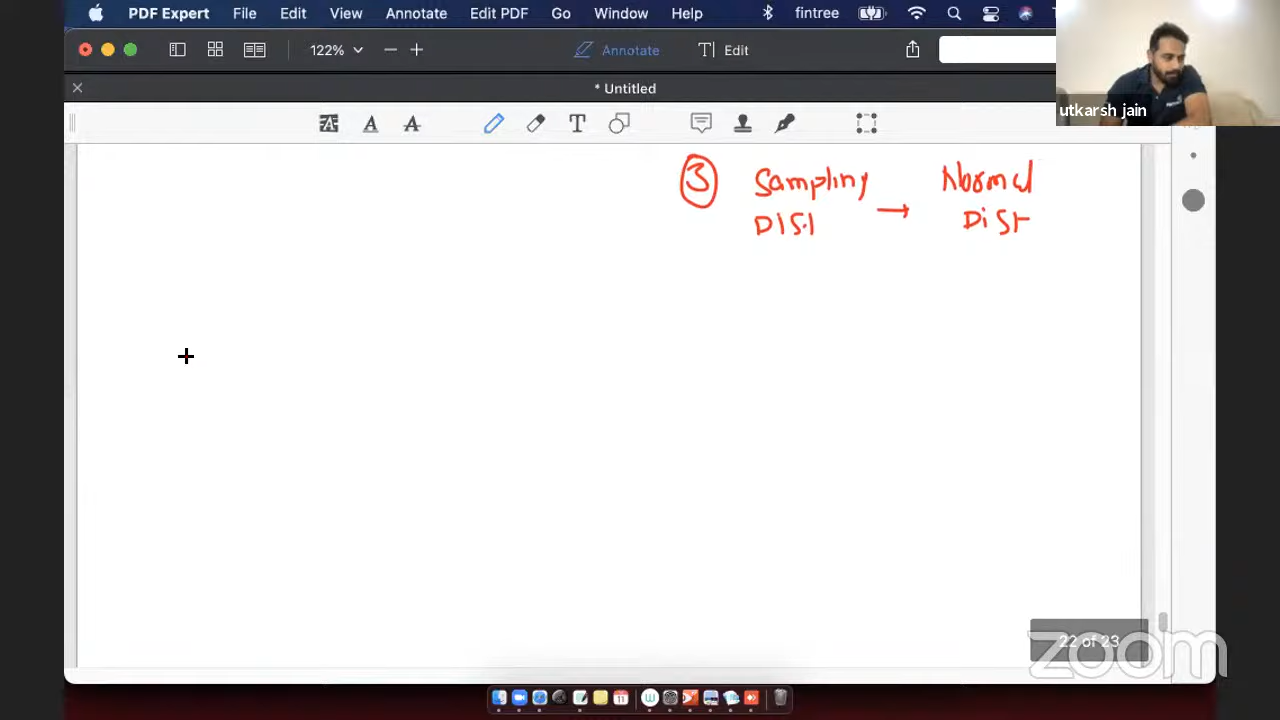 PDF Expert File Edit View Annotate Edit PDF Go Window Help fintree
122% Annotate T Edit
* Untitled
utkarsh jain
A A A T
3 Sampling → Normal
Dist Dist
22 of 23
zoom
11